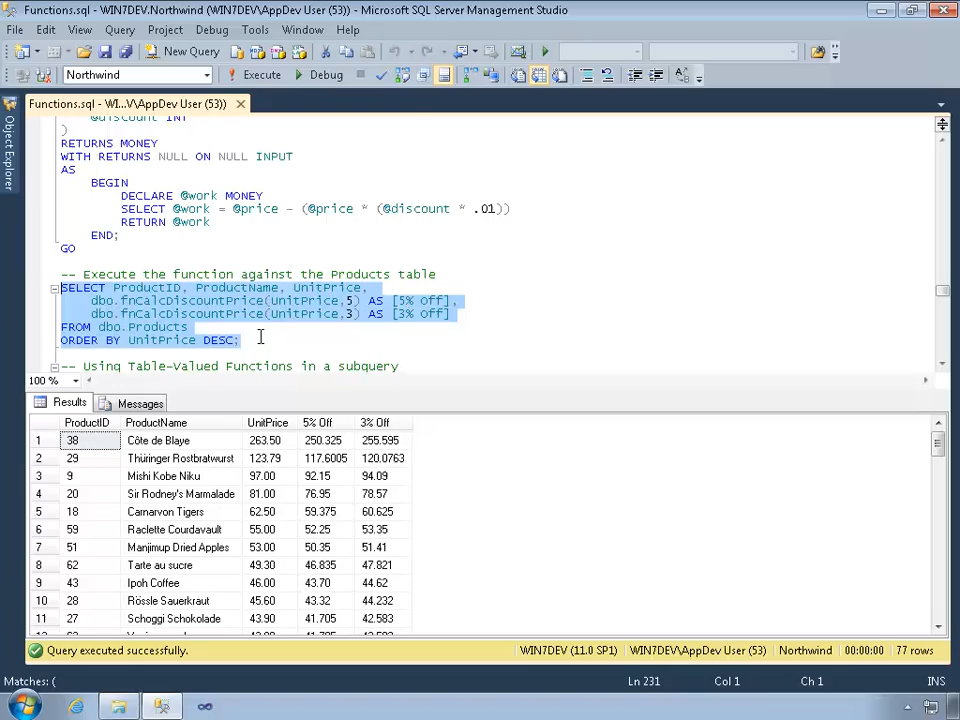 Functions.sql - WIN7DEV.Northwind (WIN7DEV\AppDev User (53)) - Microsoft SQL Server Management Studio
File Edit View Query Project Debug Tools Window Help
New Query
Northwind Execute Debug
Functions.sql - WI...V\AppDev User (53))
Object Explorer
@discount INT
)
RETURNS MONEY
WITH RETURNS NULL ON NULL INPUT
AS
BEGIN
DECLARE @work MONEY
SELECT @work = @price - (@price * (@discount * .01))
RETURN @work
END;
GO
-- Execute the function against the Products table
SELECT ProductID, ProductName, UnitPrice,
dbo.fnCalcDiscountPrice(UnitPrice,5) AS [5% Off],
dbo.fnCalcDiscountPrice(UnitPrice,3) AS [3% Off]
FROM dbo.Products
ORDER BY UnitPrice DESC;
-- Using Table-Valued Functions in a subquery
100 %
Results Messages
ProductID ProductName UnitPrice 5% Off 3% Off
1 38 Côte de Blaye 263.50 250.325 255.595
2 29 Thüringer Rostbratwurst 123.79 117.6005 120.0763
3 9 Mishi Kobe Niku 97.00 92.15 94.09
4 20 Sir Rodney's Marmalade 81.00 76.95 78.57
5 18 Carnarvon Tigers 62.50 59.375 60.625
6 59 Raclette Courdavault 55.00 52.25 53.35
7 51 Manjimup Dried Apples 53.00 50.35 51.41
8 62 Tarte au sucre 49.30 46.835 47.821
9 43 Ipoh Coffee 46.00 43.70 44.62
10 28 Rössle Sauerkraut 45.60 43.32 44.232
11 27 Schoggi Schokolade 43.90 41.705 42.583
Query executed successfully. WIN7DEV (11.0 SP1) WIN7DEV\AppDev User (53) Northwind 00:00:00 77 rows
Matches: ( Ln 231 Col 1 Ch 1 INS